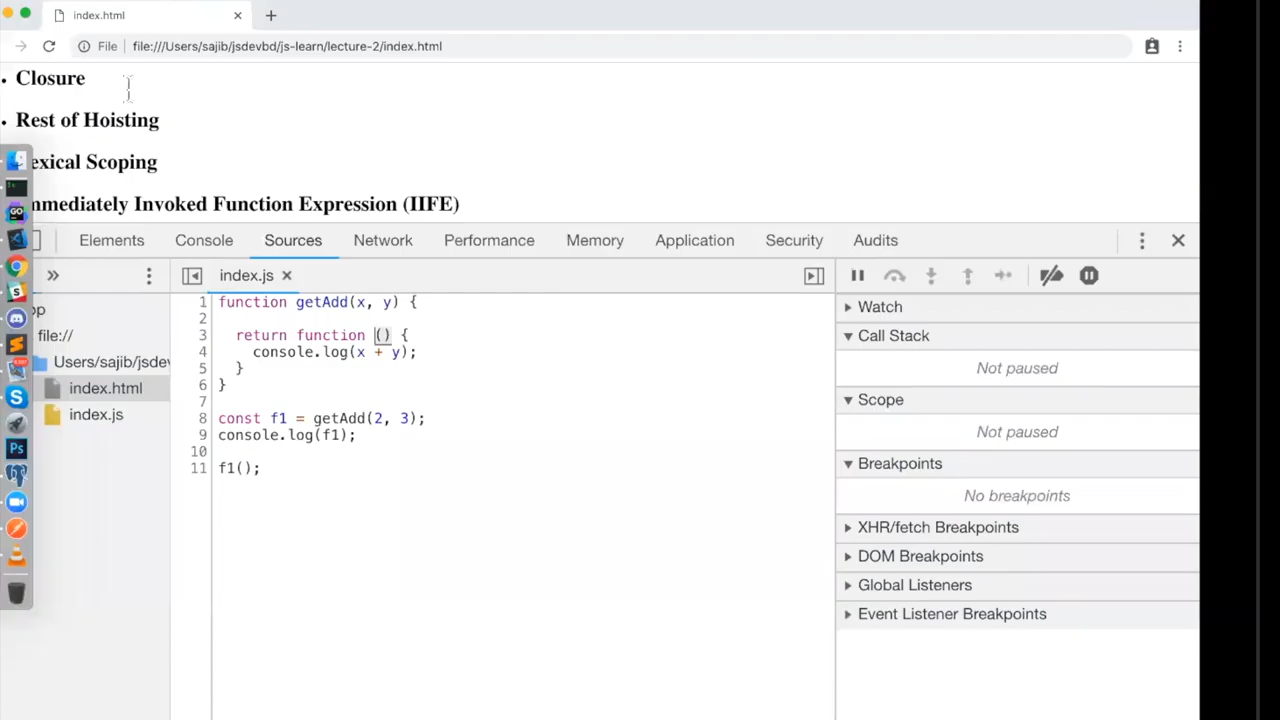 index.html
File
file:///Users/sajib/jsdevbd/js-learn/lecture-2/index.html
• Closure
• Rest of Hoisting
exical Scoping
mmediately Invoked Function Expression (IIFE)
Elements Console Sources Network Performance Memory Application Security Audits
» index.js
file://
Users/sajib/jsdev
index.html
index.js
1 function getAdd(x, y) {
2
3 return function () {
4 console.log(x + y);
5 }
6 }
7
8 const f1 = getAdd(2, 3);
9 console.log(f1);
10
11 f1();
Watch
Call Stack
Not paused
Scope
Not paused
Breakpoints
No breakpoints
XHR/fetch Breakpoints
DOM Breakpoints
Global Listeners
Event Listener Breakpoints
GO
S
Ps